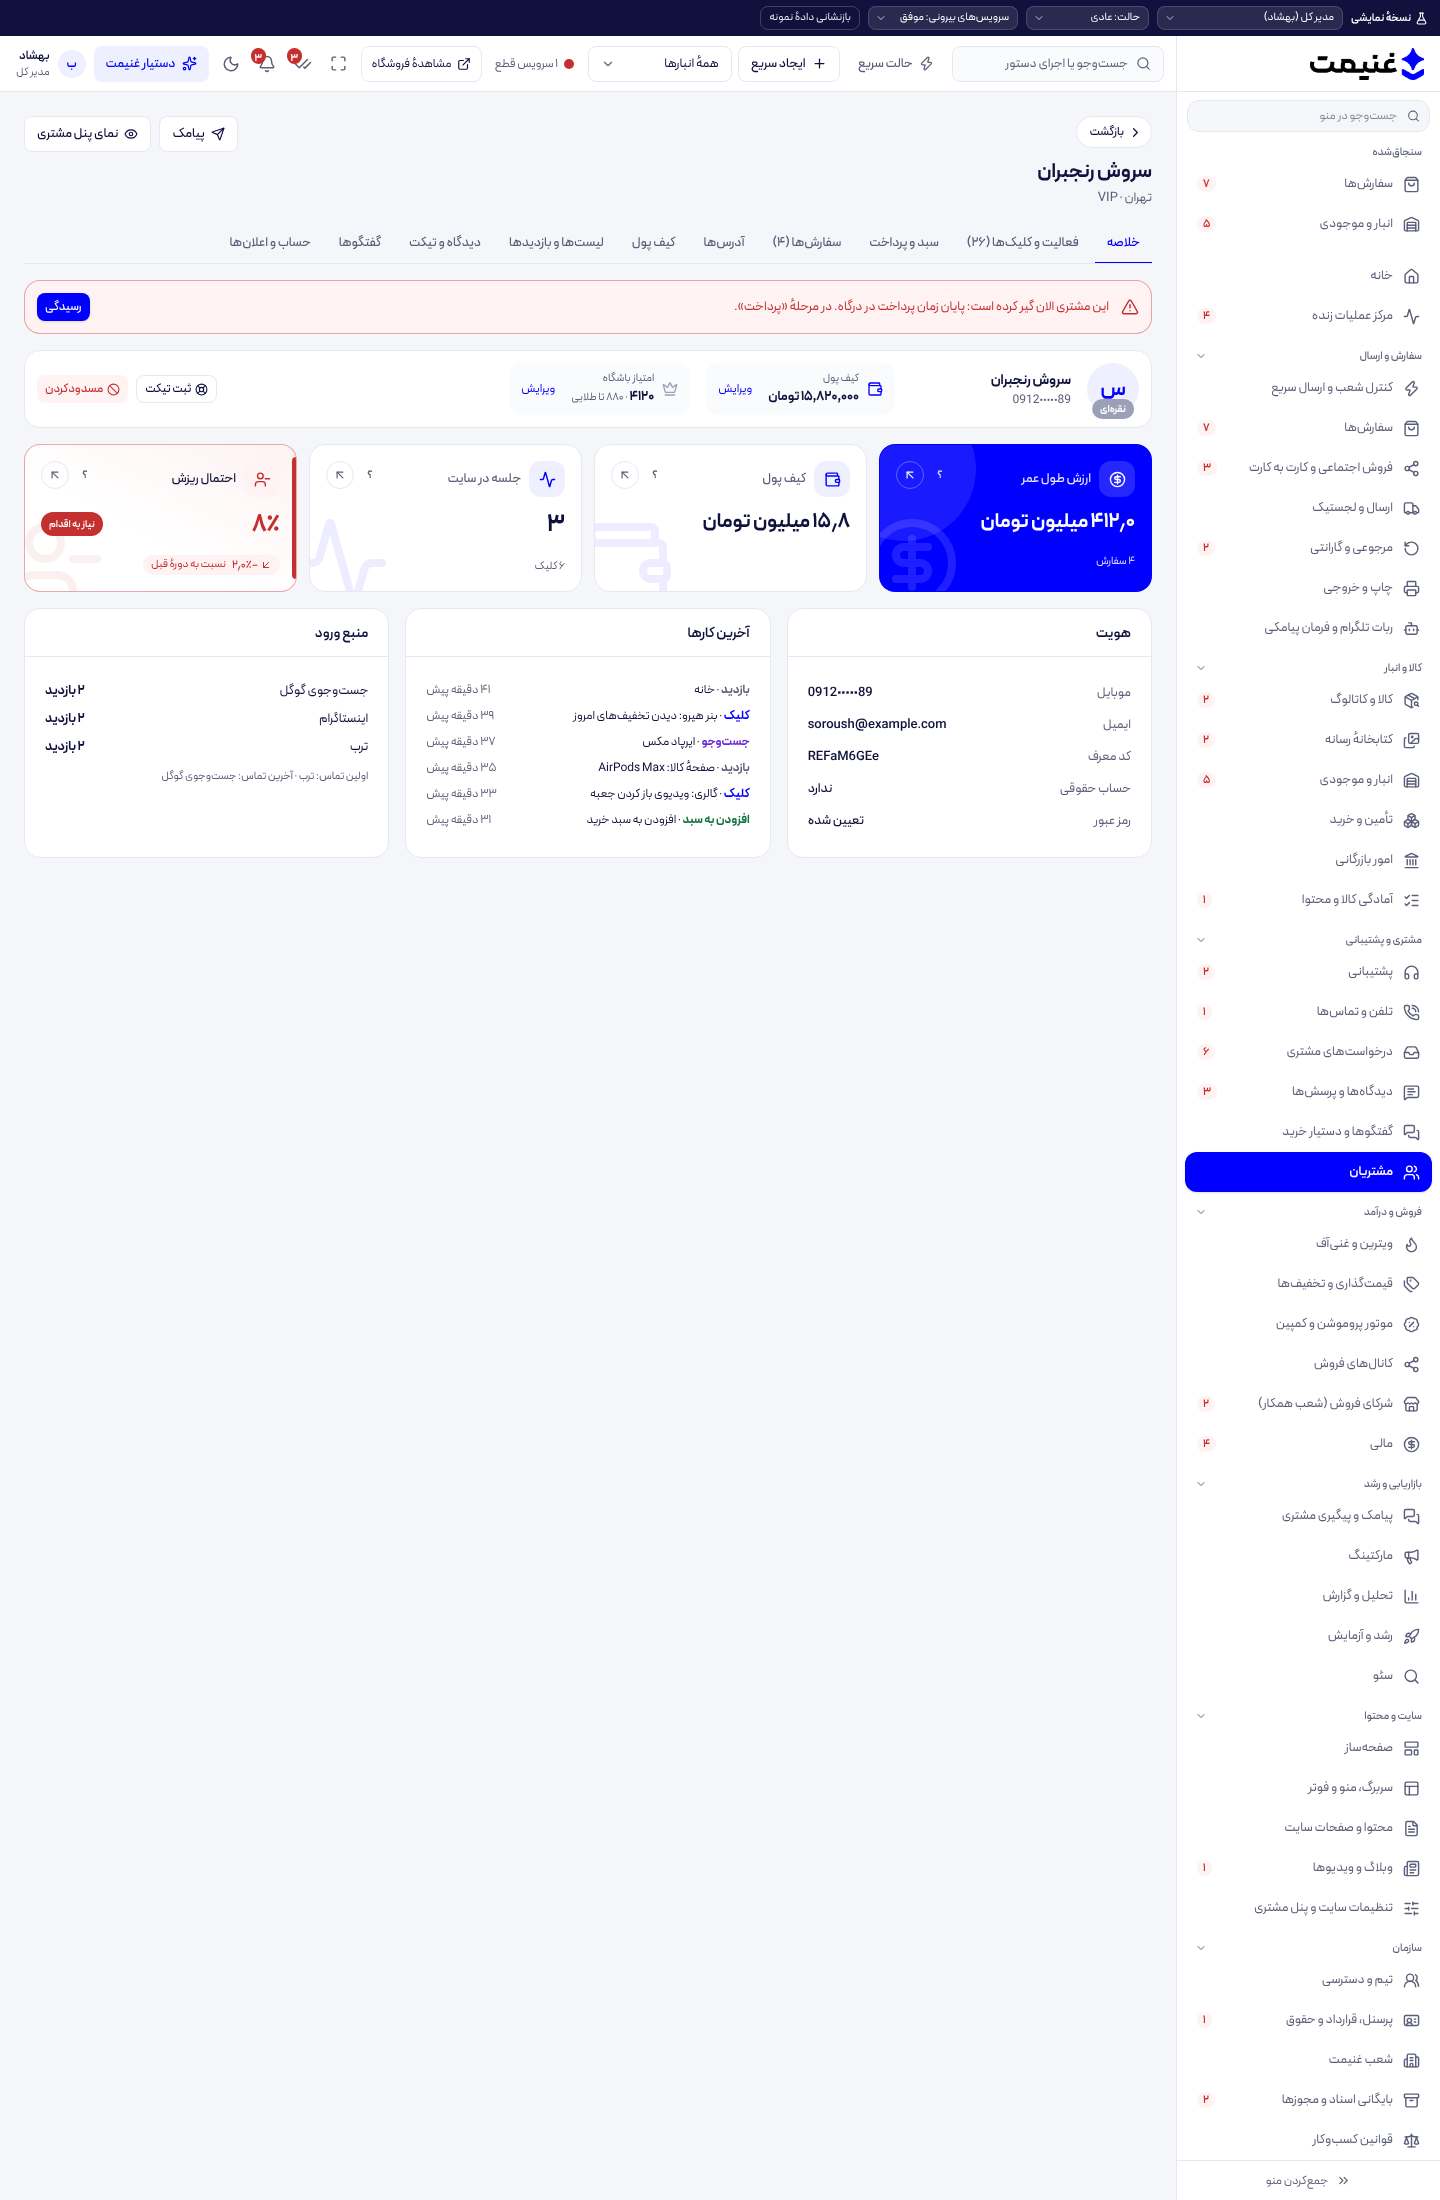 نسخهٔ نمایشی
مدیر کل (بهشاد)
حالت: عادی
سرویس‌های بیرونی: موفق
بازنشانی دادهٔ نمونه
غنیمت
جست‌وجو یا اجرای دستور
حالت سریع
ایجاد سریع
همهٔ انبارها
۱ سرویس قطع
مشاهدهٔ فروشگاه
۳
۳
دستیار غنیمت
ب
بهشاد
مدیر کل
جست‌وجو در منو
سنجاق‌شده
سفارش‌ها ۷
انبار و موجودی ۵
خانه
مرکز عملیات زنده ۴
سفارش و ارسال
کنترل شعب و ارسال سریع
سفارش‌ها ۷
فروش اجتماعی و کارت به کارت ۳
ارسال و لجستیک
مرجوعی و گارانتی ۲
چاپ و خروجی
ربات تلگرام و فرمان پیامکی
کالا و انبار
کالا و کاتالوگ ۲
کتابخانهٔ رسانه ۲
انبار و موجودی ۵
تأمین و خرید
امور بازرگانی
آمادگی کالا و محتوا ۱
مشتری و پشتیبانی
پشتیبانی ۲
تلفن و تماس‌ها ۱
درخواست‌های مشتری ۶
دیدگاه‌ها و پرسش‌ها ۳
گفتگوها و دستیار خرید
مشتریان
فروش و درآمد
ویترین و غنی‌آف
قیمت‌گذاری و تخفیف‌ها
موتور پروموشن و کمپین
کانال‌های فروش
شرکای فروش (شعب همکار) ۲
مالی ۴
بازاریابی و رشد
پیامک و پیگیری مشتری
مارکتینگ
تحلیل و گزارش
رشد و آزمایش
سئو
سایت و محتوا
صفحه‌ساز
سربرگ، منو و فوتر
محتوا و صفحات سایت
وبلاگ و ویدیوها ۱
تنظیمات سایت و پنل مشتری
سازمان
تیم و دسترسی
پرسنل، قرارداد و حقوق ۱
شعب غنیمت
بایگانی اسناد و مجوزها ۲
قوانین کسب‌وکار
جمع‌کردن منو
بازگشت
پیامک
نمای پنل مشتری
سروش رنجبران
تهران · VIP
خلاصه
فعالیت و کلیک‌ها (۲۶)
سبد و پرداخت
سفارش‌ها (۴)
آدرس‌ها
کیف پول
لیست‌ها و بازدیدها
دیدگاه و تیکت
گفتگوها
حساب و اعلان‌ها
این مشتری الان گیر کرده است: پایان زمان پرداخت در درگاه. در مرحلهٔ «پرداخت».
رسیدگی
س
نقره‌ای
سروش رنجبران
0912•••••89
کیف پول
۱۵,۸۲۰,۰۰۰ تومان
ویرایش
امتیاز باشگاه
۴۱۲۰ · ۸۸۰ تا طلایی
ویرایش
ثبت تیکت
مسدودکردن
ارزش طول عمر
؟
۴۱۲٫۰ میلیون تومان
۴ سفارش
کیف پول
؟
۱۵٫۸ میلیون تومان
جلسه در سایت
؟
۳
۶ کلیک
احتمال ریزش
؟
۸٪
نیاز به اقدام
−۲٫۰٪ نسبت به دورهٔ قبل
هویت
موبایل 0912•••••89
ایمیل soroush@example.com
کد معرف REFaM6GEe
حساب حقوقی ندارد
رمز عبور تعیین شده
آخرین کارها
بازدید · خانه ۴۱ دقیقه پیش
کلیک · بنر هیرو: دیدن تخفیف‌های امروز ۳۹ دقیقه پیش
جست‌وجو · ایرپاد مکس ۳۷ دقیقه پیش
بازدید · صفحهٔ کالا: AirPods Max ۳۵ دقیقه پیش
کلیک · گالری: ویدیوی باز کردن جعبه ۳۳ دقیقه پیش
افزودن به سبد · افزودن به سبد خرید ۳۱ دقیقه پیش
منبع ورود
جست‌وجوی گوگل ۲ بازدید
اینستاگرام ۲ بازدید
ترب ۲ بازدید
اولین تماس: ترب · آخرین تماس: جست‌وجوی گوگل